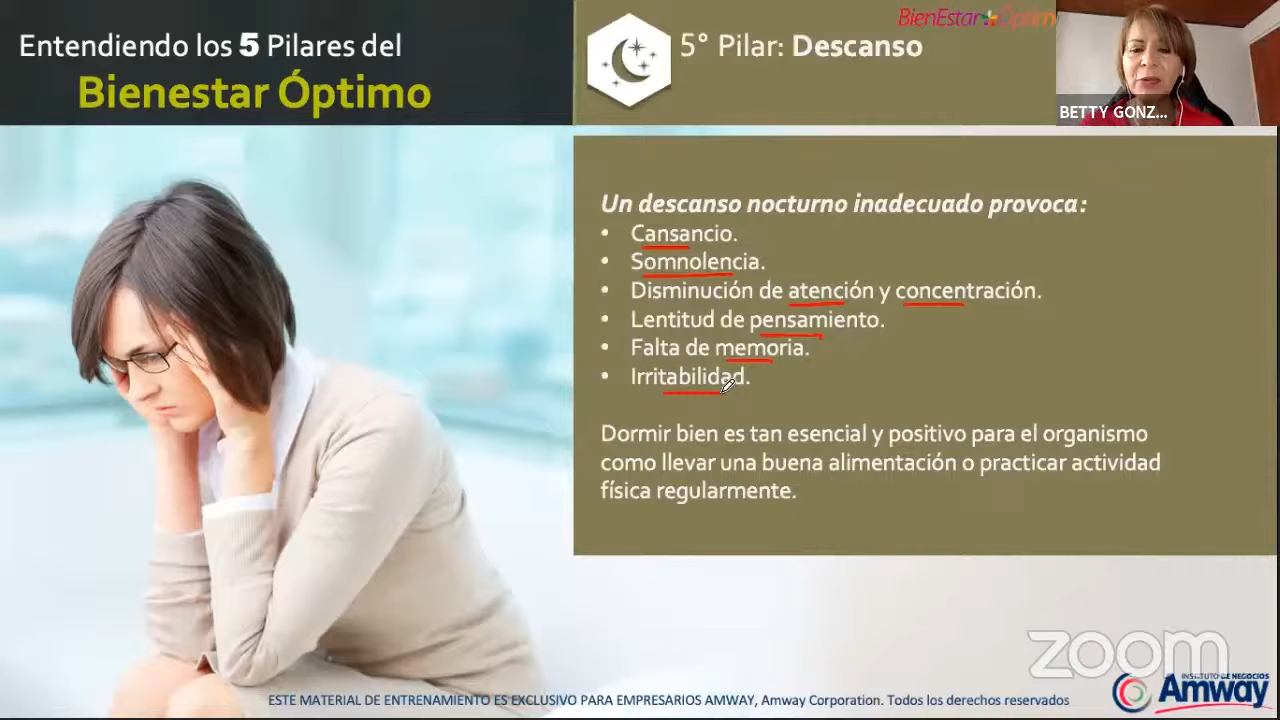 Entendiendo los 5 Pilares del
Bienestar Óptimo
5° Pilar: Descanso
BienEstar+Óptim
BETTY GONZ...
Un descanso nocturno inadecuado provoca:
• Cansancio.
• Somnolencia.
• Disminución de atención y concentración.
• Lentitud de pensamiento.
• Falta de memoria.
• Irritabilidad.
Dormir bien es tan esencial y positivo para el organismo
como llevar una buena alimentación o practicar actividad
física regularmente.
zoom
INSTITUTO DE NEGOCIOS
Amway
ESTE MATERIAL DE ENTRENAMIENTO ES EXCLUSIVO PARA EMPRESARIOS AMWAY, Amway Corporation. Todos los derechos reservados